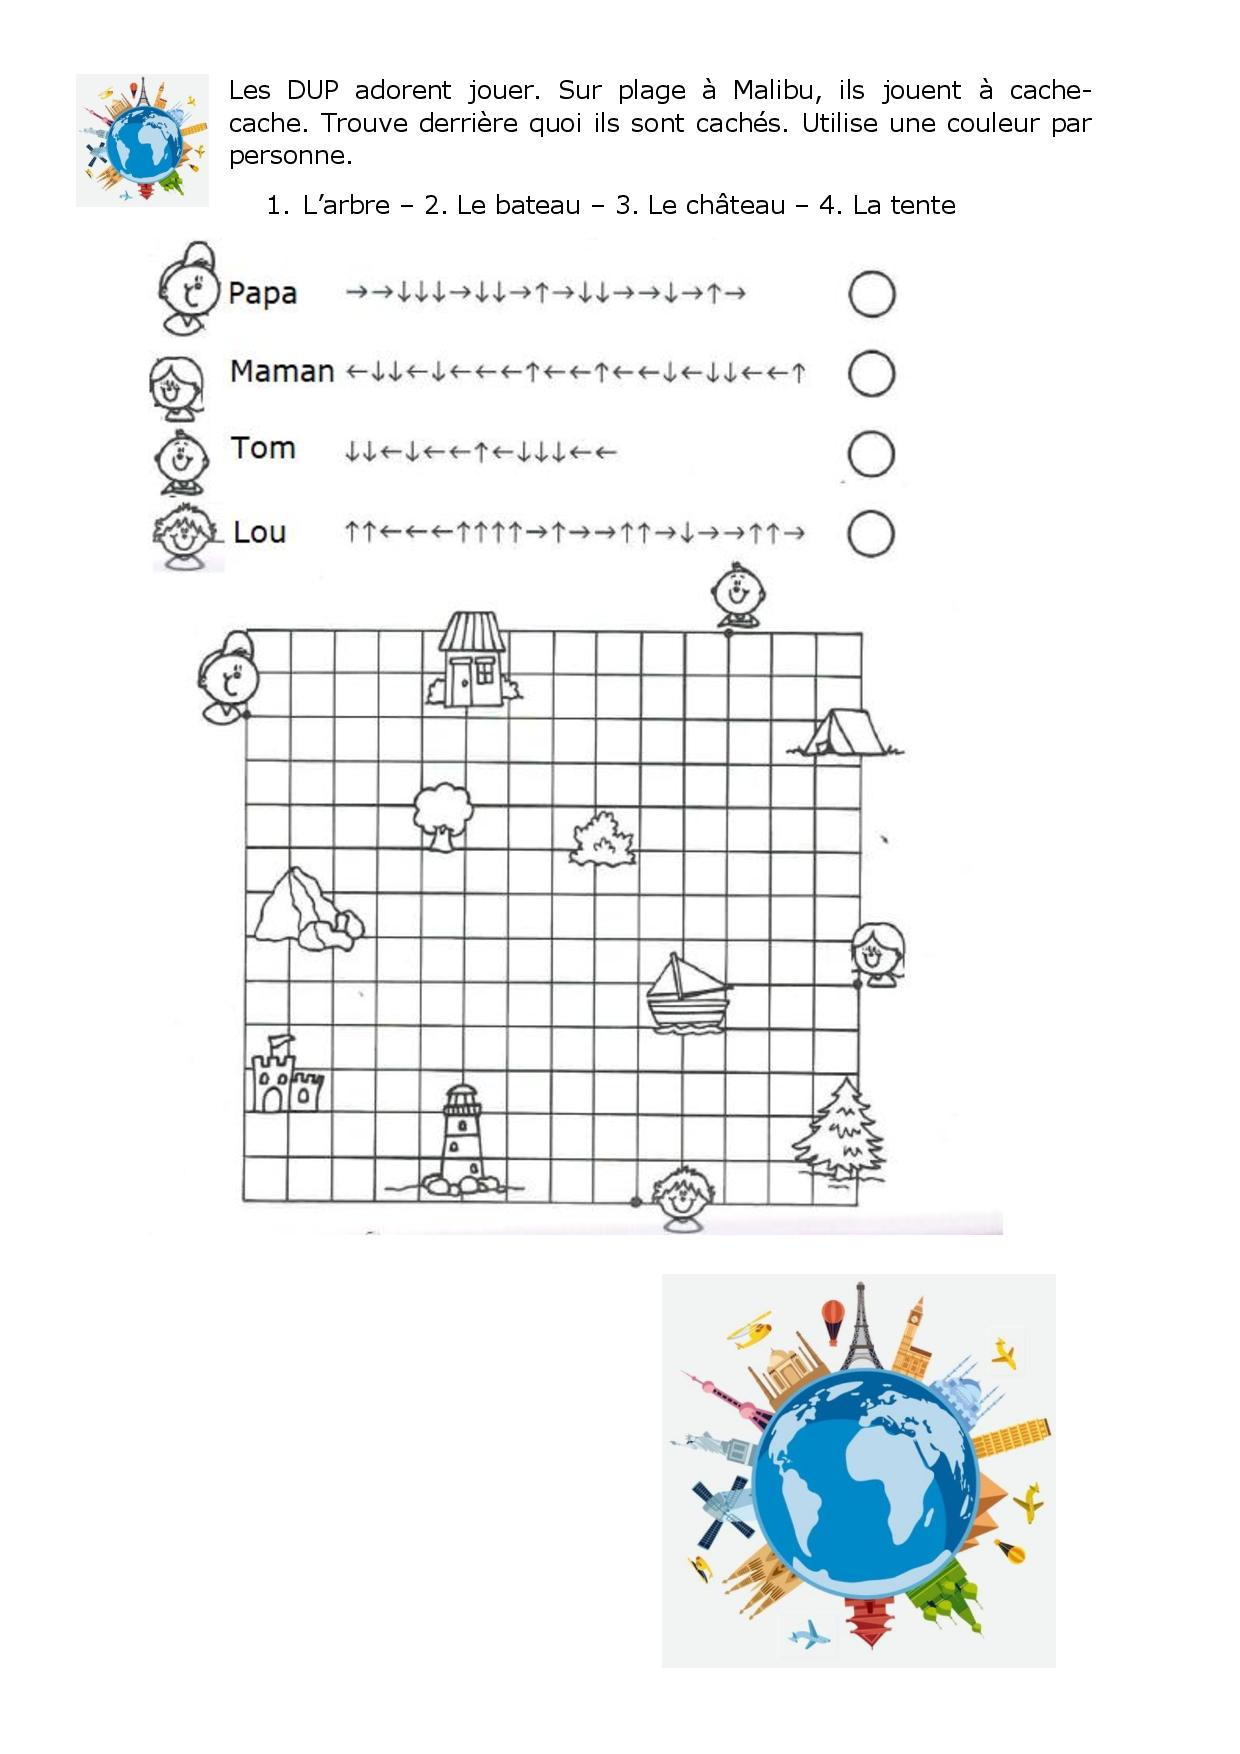 Les DUP adorent jouer. Sur plage à Malibu, ils jouent à cache-
cache. Trouve derrière quoi ils sont cachés. Utilise une couleur par
personne.
1. L’arbre – 2. Le bateau – 3. Le château – 4. La tente
Papa →→↓↓↓→↓↓→↑→↓↓→→↓→↑→
Maman ←↓↓←↓←←←↑←←↑←←↓←↓↓←←↑
Tom ↓↓←↓←←↑←↓↓↓←←
Lou ↑↑←←←↑↑↑↑→↑→→↑↑→↓→→↑↑→